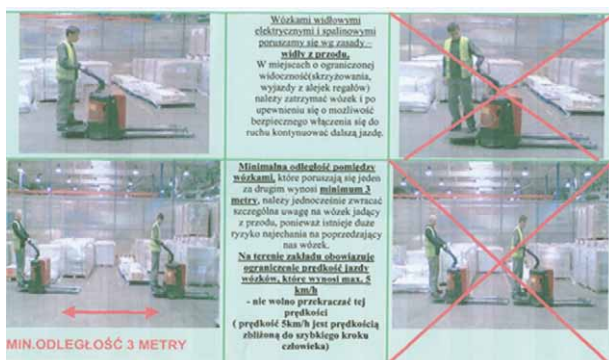 Wózkami widłowymi
elektrycznymi i spalinowymi
poruszamy się wg zasady –
widły z przodu.
W miejscach o ograniczonej
widoczność(skrzyżowania,
wyjazdy z alejek regałów)
należy zatrzymać wózek i po
upewnieniu się o możliwość
bezpiecznego włączenia się do
ruchu kontynuować dalszą jazdę.
Minimalna odległość pomiędzy
wózkami, które poruszają się jeden
za drugim wynosi minimum 3
metry, należy jednocześnie zwracać
szczególna uwagę na wózek jadący
z przodu, ponieważ istnieje duże
ryzyko najechania na poprzedzający
nas wózek.
Na terenie zakładu obowiązuje
ograniczenie prędkość jazdy
wózków, które wynosi max. 5
km/h
- nie wolno przekraczać tej
prędkości
( prędkość 5km/h jest prędkością
zbliżoną do szybkiego kroku
człowieka)
MIN.ODLEGŁOŚĆ 3 METRY